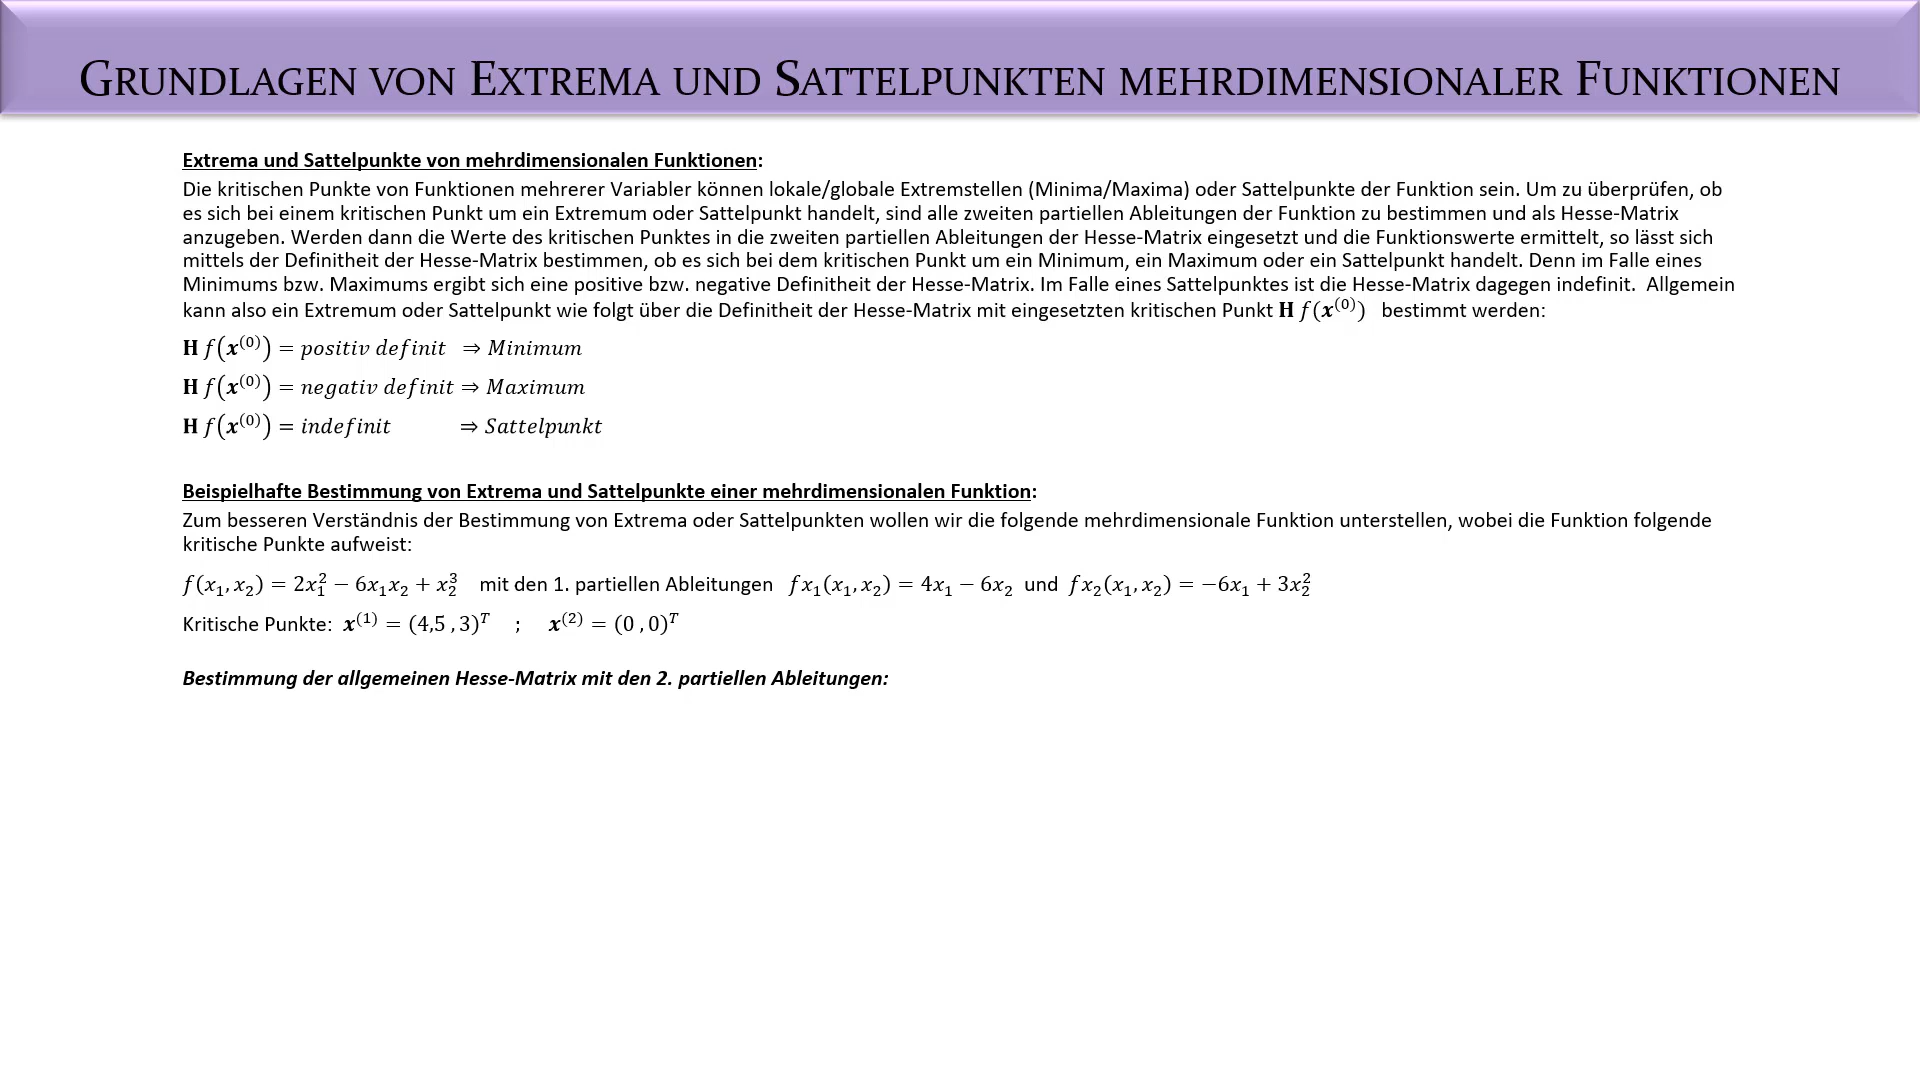 GRUNDLAGEN VON EXTREMA UND SATTELPUNKTEN MEHRDIMENSIONALER FUNKTIONEN
Extrema und Sattelpunkte von mehrdimensionalen Funktionen:
Die kritischen Punkte von Funktionen mehrerer Variabler können lokale/globale Extremstellen (Minima/Maxima) oder Sattelpunkte der Funktion sein. Um zu überprüfen, ob
es sich bei einem kritischen Punkt um ein Extremum oder Sattelpunkt handelt, sind alle zweiten partiellen Ableitungen der Funktion zu bestimmen und als Hesse-Matrix
anzugeben. Werden dann die Werte des kritischen Punktes in die zweiten partiellen Ableitungen der Hesse-Matrix eingesetzt und die Funktionswerte ermittelt, so lässt sich
mittels der Definitheit der Hesse-Matrix bestimmen, ob es sich bei dem kritischen Punkt um ein Minimum, ein Maximum oder ein Sattelpunkt handelt. Denn im Falle eines
Minimums bzw. Maximums ergibt sich eine positive bzw. negative Definitheit der Hesse-Matrix. Im Falle eines Sattelpunktes ist die Hesse-Matrix dagegen indefinit. Allgemein
kann also ein Extremum oder Sattelpunkt wie folgt über die Definitheit der Hesse-Matrix mit eingesetzten kritischen Punkt H f(x^(0)) bestimmt werden:
H f(x^(0)) = positiv definit ⇒ Minimum
H f(x^(0)) = negativ definit ⇒ Maximum
H f(x^(0)) = indefinit ⇒ Sattelpunkt
Beispielhafte Bestimmung von Extrema und Sattelpunkte einer mehrdimensionalen Funktion:
Zum besseren Verständnis der Bestimmung von Extrema oder Sattelpunkten wollen wir die folgende mehrdimensionale Funktion unterstellen, wobei die Funktion folgende
kritische Punkte aufweist:
f(x₁, x₂) = 2x₁² − 6x₁x₂ + x₂³ mit den 1. partiellen Ableitungen fx₁(x₁, x₂) = 4x₁ − 6x₂ und fx₂(x₁, x₂) = −6x₁ + 3x₂²
Kritische Punkte: x^(1) = (4,5 , 3)^T ; x^(2) = (0 , 0)^T
Bestimmung der allgemeinen Hesse-Matrix mit den 2. partiellen Ableitungen: